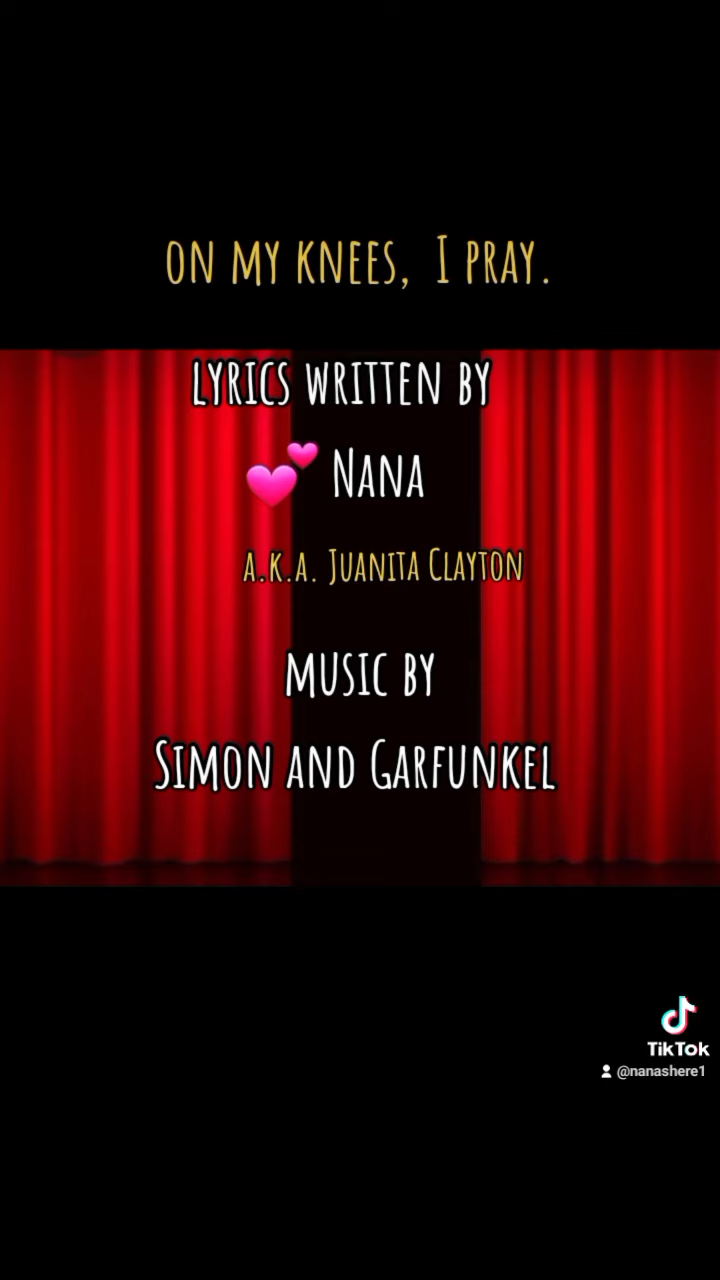 on my knees, I pray.
lyrics written by
💕 Nana
a.k.a. Juanita Clayton
music by
Simon and Garfunkel
TikTok
@nanashere1